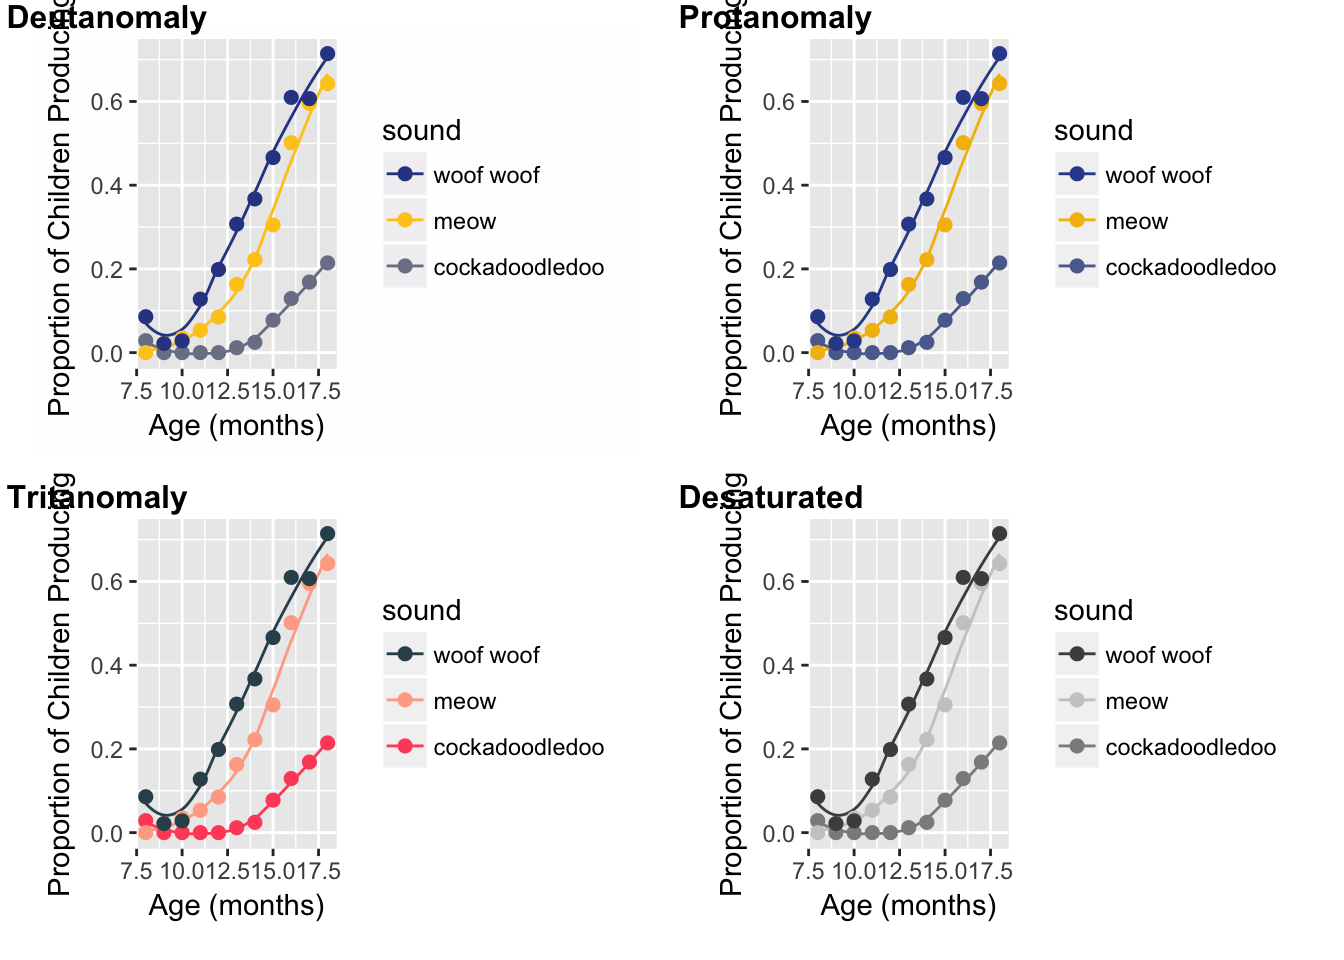 Deutanomaly
Proportion of Children Producing
0.6
0.4
0.2
0.0
7.5 10.0 12.5 15.0 17.5
Age (months)
sound
woof woof
meow
cockadoodledoo
Protanomaly
Proportion of Children Producing
0.6
0.4
0.2
0.0
7.5 10.0 12.5 15.0 17.5
Age (months)
sound
woof woof
meow
cockadoodledoo
Tritanomaly
Proportion of Children Producing
0.6
0.4
0.2
0.0
7.5 10.0 12.5 15.0 17.5
Age (months)
sound
woof woof
meow
cockadoodledoo
Desaturated
Proportion of Children Producing
0.6
0.4
0.2
0.0
7.5 10.0 12.5 15.0 17.5
Age (months)
sound
woof woof
meow
cockadoodledoo